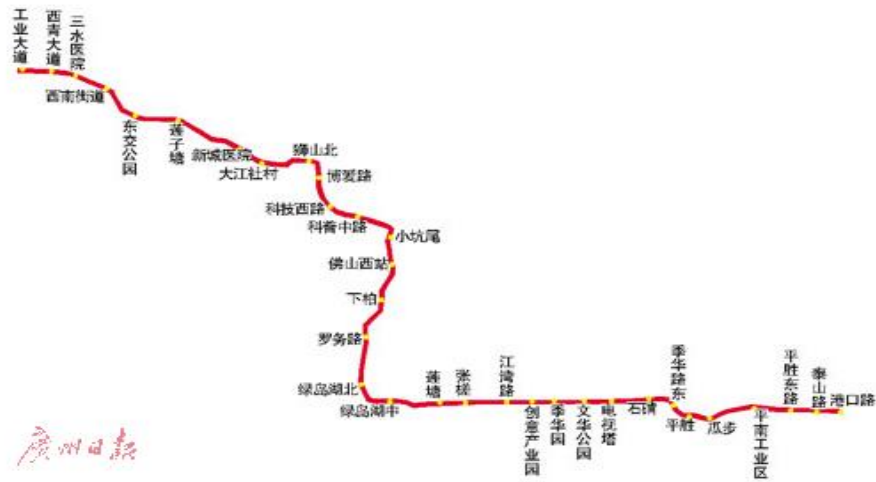 工业大道
西青大道
三水医院
西南街道
东交公园
莲子塘
新城医院
大江社村
狮山北
博爱路
科技西路
科裔中路
小坑尾
佛山西站
下柏
罗务路
绿岛湖北
绿岛湖中
莲塘
张槎
江湾路
创意产业园
季华园
文华公园
电视塔
石啃
季华路东
平胜
瓜步
平南工业区
平胜东路
泰山路
港口路
广州日报